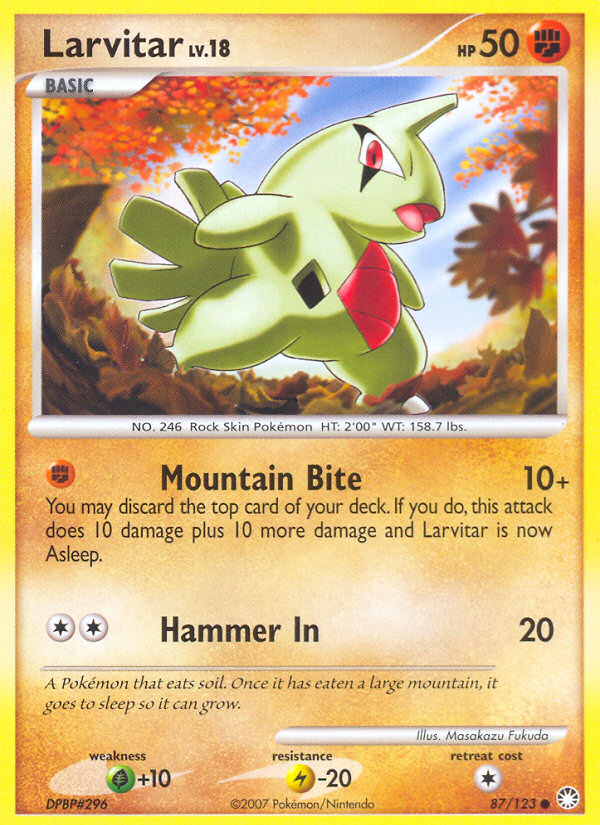 Larvitar LV.18 HP 50
BASIC
NO. 246 Rock Skin Pokémon HT: 2'00" WT: 158.7 lbs.
Mountain Bite 10+
You may discard the top card of your deck. If you do, this attack
does 10 damage plus 10 more damage and Larvitar is now
Asleep.
Hammer In 20
A Pokémon that eats soil. Once it has eaten a large mountain, it
goes to sleep so it can grow.
Illus. Masakazu Fukuda
weakness resistance retreat cost
+10 -20
DPBP#296 ©2007 Pokémon/Nintendo 87/123